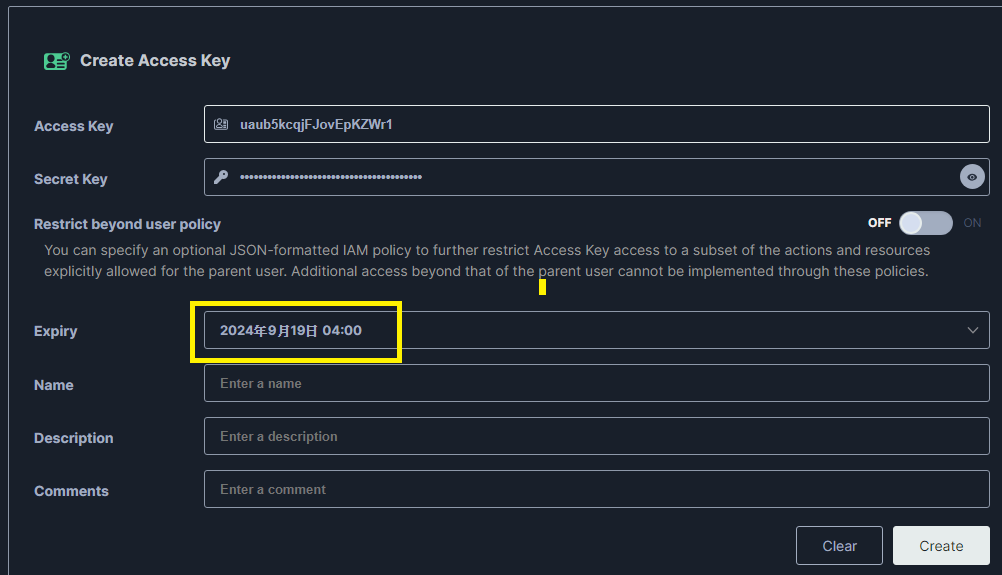 Create Access Key
Access Key
uaub5kcqjFJovEpKZWr1
Secret Key
••••••••••••••••••••••••••••••••••••••••
Restrict beyond user policy
OFF
ON
You can specify an optional JSON-formatted IAM policy to further restrict Access Key access to a subset of the actions and resources
explicitly allowed for the parent user. Additional access beyond that of the parent user cannot be implemented through these policies.
Expiry
2024年9月19日 04:00
Name
Enter a name
Description
Enter a description
Comments
Enter a comment
Clear
Create